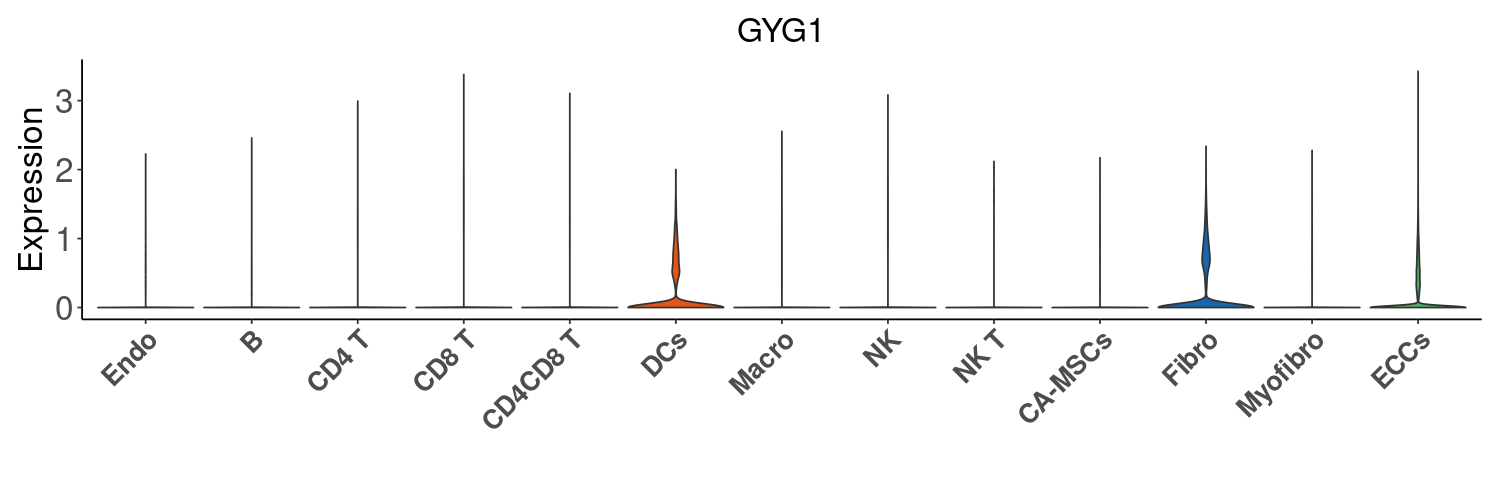 GYG1
Expression
3
2
1
0
Endo
B
CD4 T
CD8 T
CD4CD8 T
DCs
Macro
NK
NK T
CA-MSCs
Fibro
Myofibro
ECCs